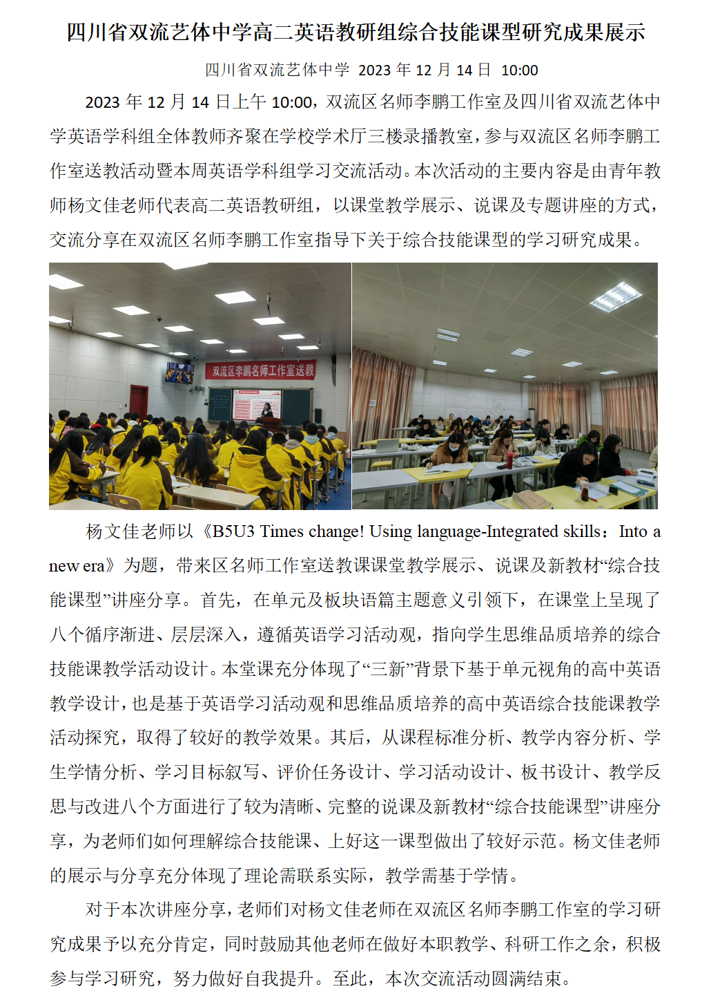 四川省双流艺体中学高二英语教研组综合技能课型研究成果展示
四川省双流艺体中学 2023 年 12 月 14 日 10:00
2023 年 12 月 14 日上午 10:00，双流区名师李鹏工作室及四川省双流艺体中
学英语学科组全体教师齐聚在学校学术厅三楼录播教室，参与双流区名师李鹏工
作室送教活动暨本周英语学科组学习交流活动。本次活动的主要内容是由青年教
师杨文佳老师代表高二英语教研组，以课堂教学展示、说课及专题讲座的方式，
交流分享在双流区名师李鹏工作室指导下关于综合技能课型的学习研究成果。
双流区李鹏名师工作室送教
杨文佳老师以《B5U3 Times change! Using language-Integrated skills：Into a
new era》为题，带来区名师工作室送教课课堂教学展示、说课及新教材“综合技
能课型”讲座分享。首先，在单元及板块语篇主题意义引领下，在课堂上呈现了
八个循序渐进、层层深入，遵循英语学习活动观，指向学生思维品质培养的综合
技能课教学活动设计。本堂课充分体现了“三新”背景下基于单元视角的高中英语
教学设计，也是基于英语学习活动观和思维品质培养的高中英语综合技能课教学
活动探究，取得了较好的教学效果。其后，从课程标准分析、教学内容分析、学
生学情分析、学习目标叙写、评价任务设计、学习活动设计、板书设计、教学反
思与改进八个方面进行了较为清晰、完整的说课及新教材“综合技能课型”讲座分
享，为老师们如何理解综合技能课、上好这一课型做出了较好示范。杨文佳老师
的展示与分享充分体现了理论需联系实际，教学需基于学情。
对于本次讲座分享，老师们对杨文佳老师在双流区名师李鹏工作室的学习研
究成果予以充分肯定，同时鼓励其他老师在做好本职教学、科研工作之余，积极
参与学习研究，努力做好自我提升。至此，本次交流活动圆满结束。